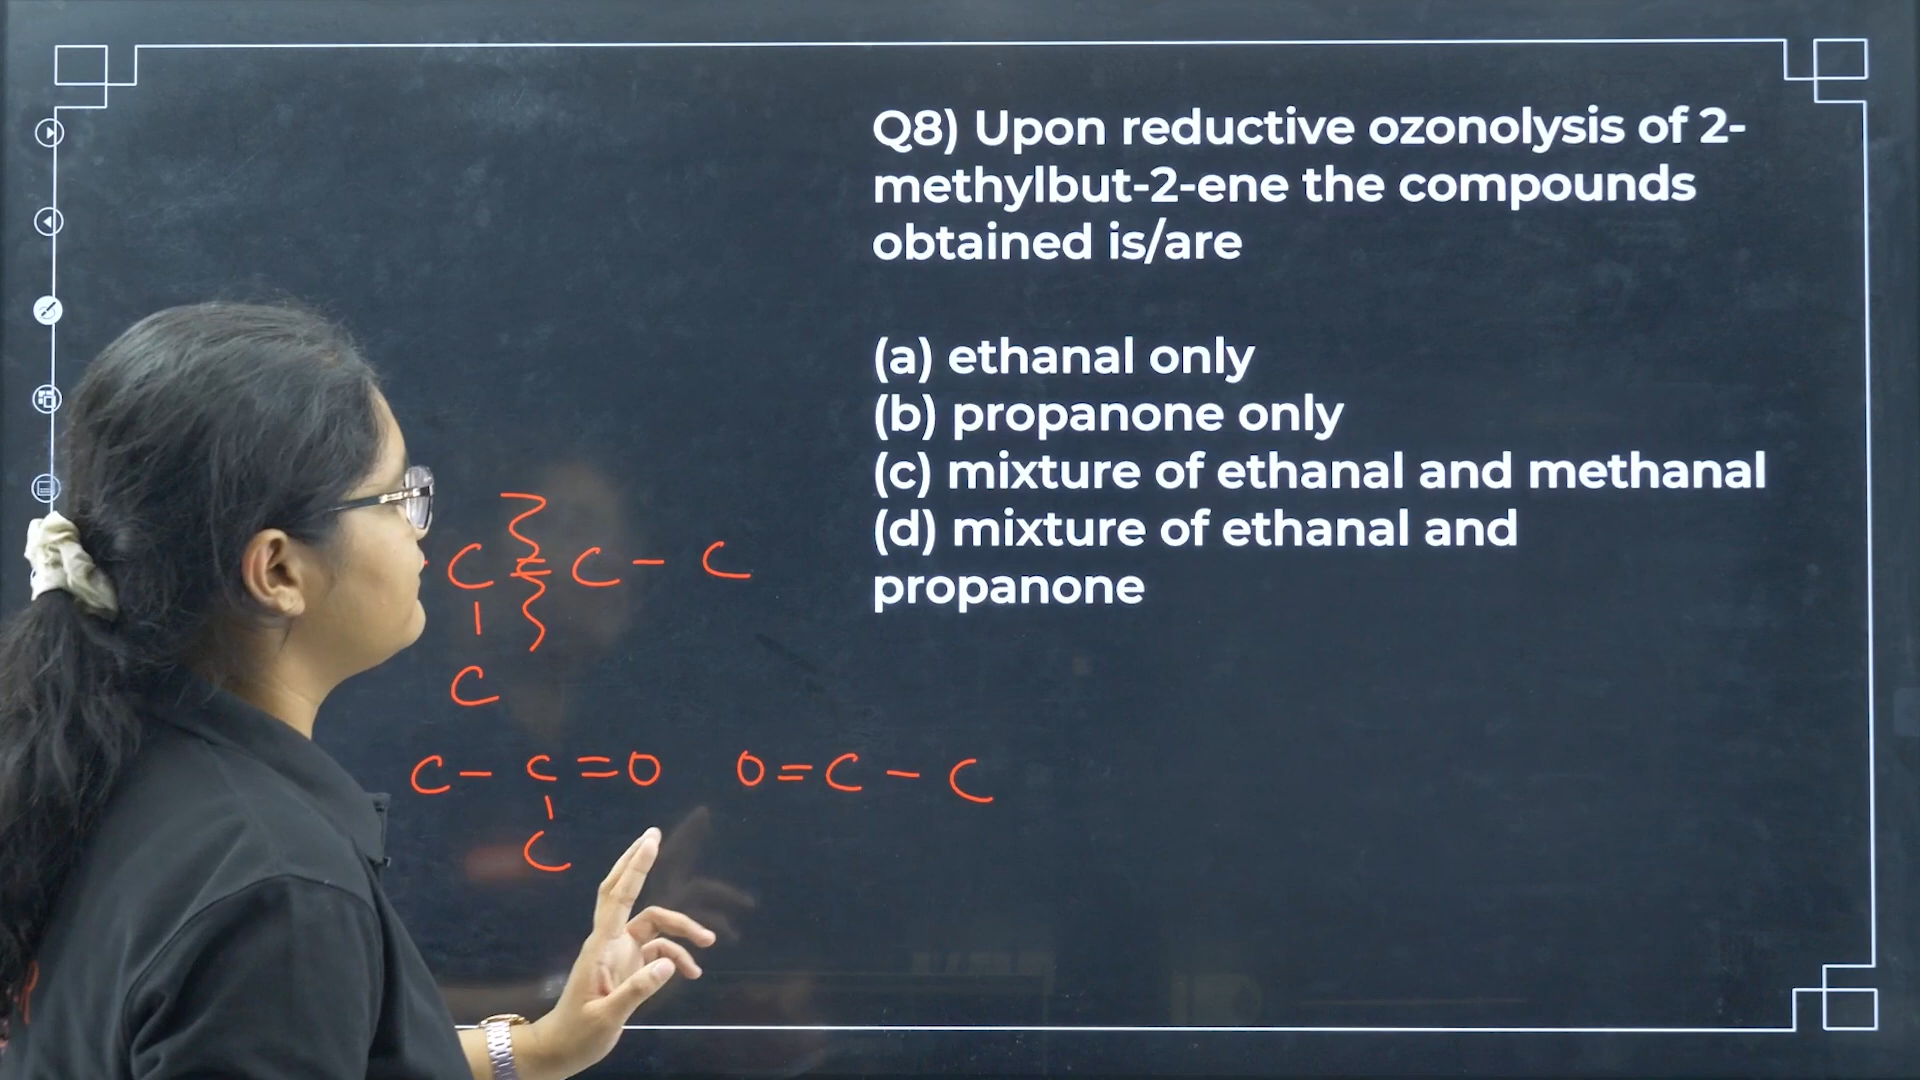 Q8) Upon reductive ozonolysis of 2-
methylbut-2-ene the compounds
obtained is/are
(a) ethanal only
(b) propanone only
(c) mixture of ethanal and methanal
(d) mixture of ethanal and
propanone
C = C - C
|
C
C - C = O O = C - C
|
C